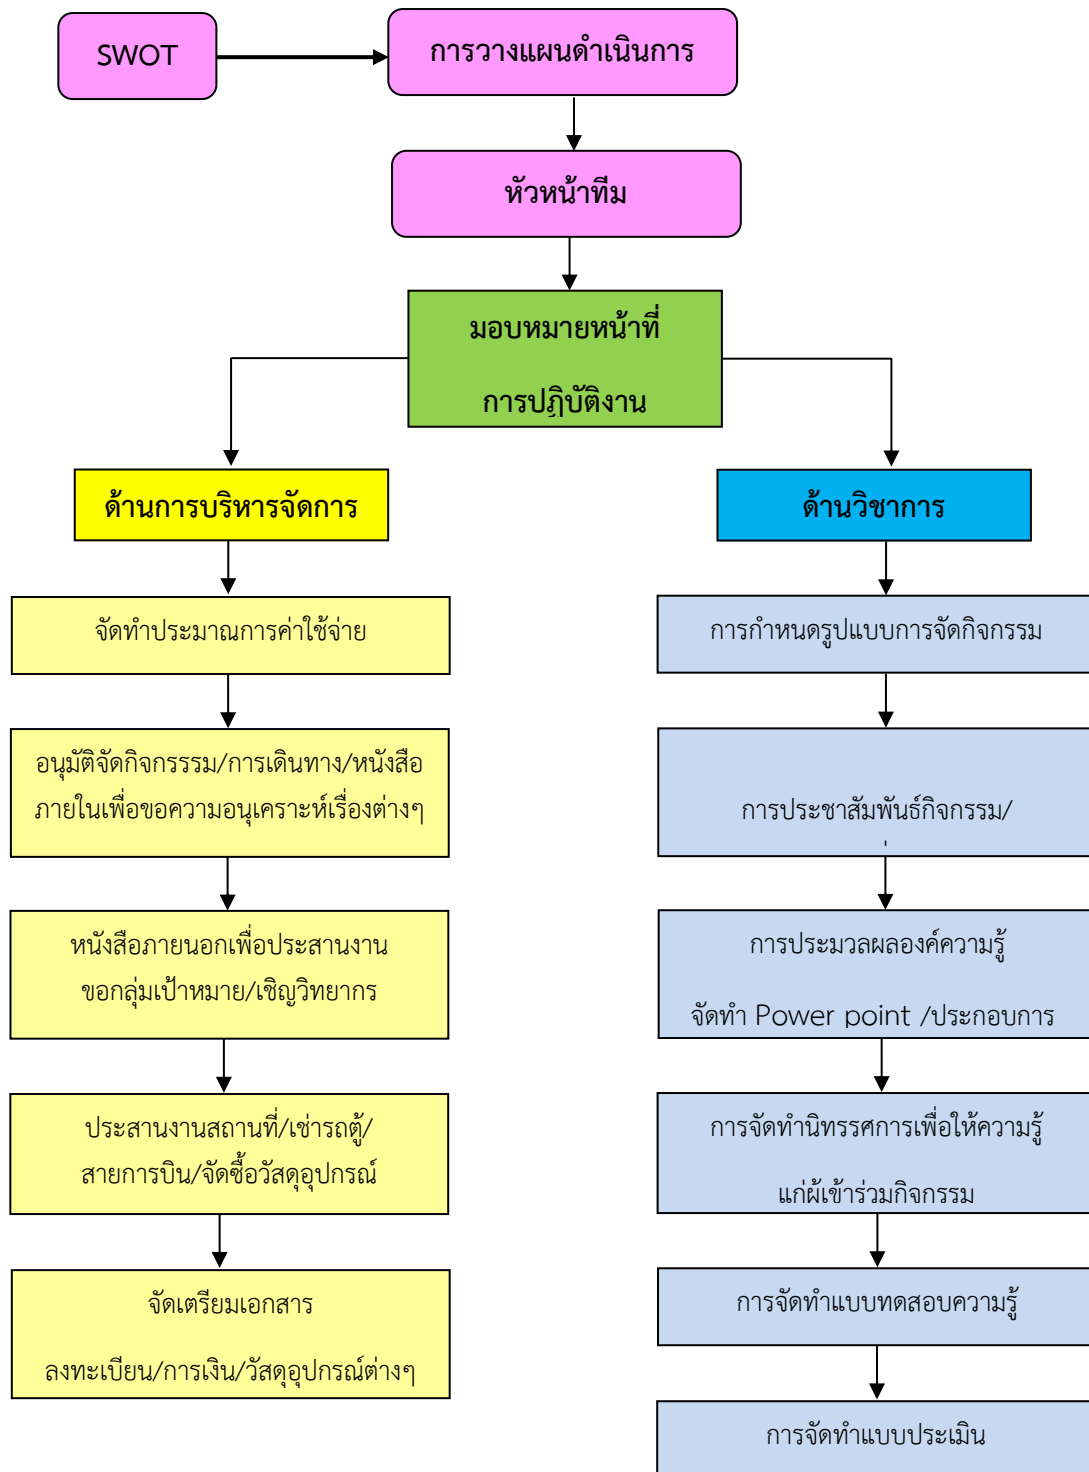 SWOT
การวางแผนดำเนินการ
หัวหน้าทีม
มอบหมายหน้าที่
การปฏิบัติงาน
ด้านการบริหารจัดการ
จัดทำประมาณการค่าใช้จ่าย
อนุมัติจัดกิจกรรรม/การเดินทาง/หนังสือ
ภายในเพื่อขอความอนุเคราะห์เรื่องต่างๆ
หนังสือภายนอกเพื่อประสานงาน
ขอกลุ่มเป้าหมาย/เชิญวิทยากร
ประสานงานสถานที่/เช่ารถตู้/
สายการบิน/จัดซื้อวัสดุอุปกรณ์
จัดเตรียมเอกสาร
ลงทะเบียน/การเงิน/วัสดุอุปกรณ์ต่างๆ
ด้านวิชาการ
การกำหนดรูปแบบการจัดกิจกรรม
การประชาสัมพันธ์กิจกรรม/
การประมวลผลองค์ความรู้
จัดทำ Power point /ประกอบการ
การจัดทำนิทรรศการเพื่อให้ความรู้
แก่ผู้เข้าร่วมกิจกรรม
การจัดทำแบบทดสอบความรู้
การจัดทำแบบประเมิน